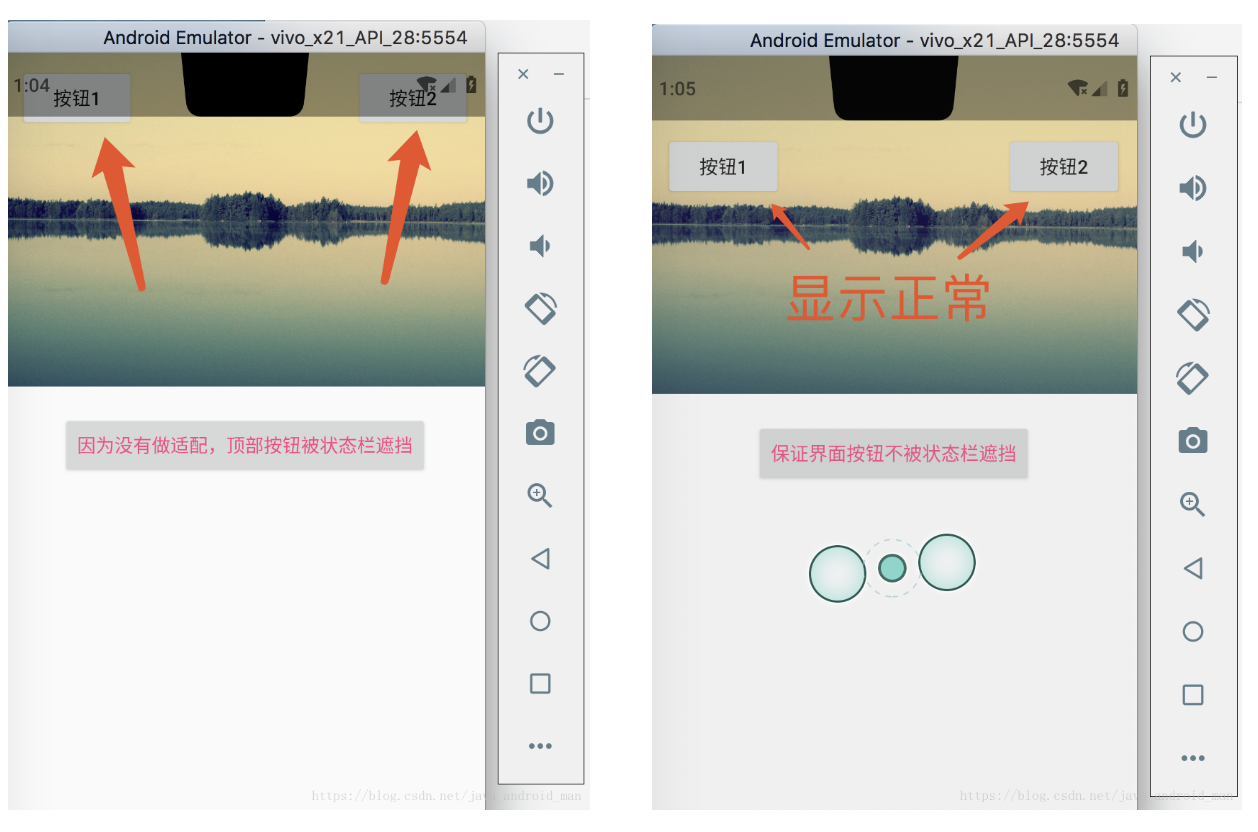 Android Emulator - vivo_x21_API_28:5554
1:04
按钮1
按钮2
因为没有做适配，顶部按钮被状态栏遮挡
https://blog.csdn.net/java_android_man
Android Emulator - vivo_x21_API_28:5554
1:05
按钮1
按钮2
显示正常
保证界面按钮不被状态栏遮挡
https://blog.csdn.net/java_android_man